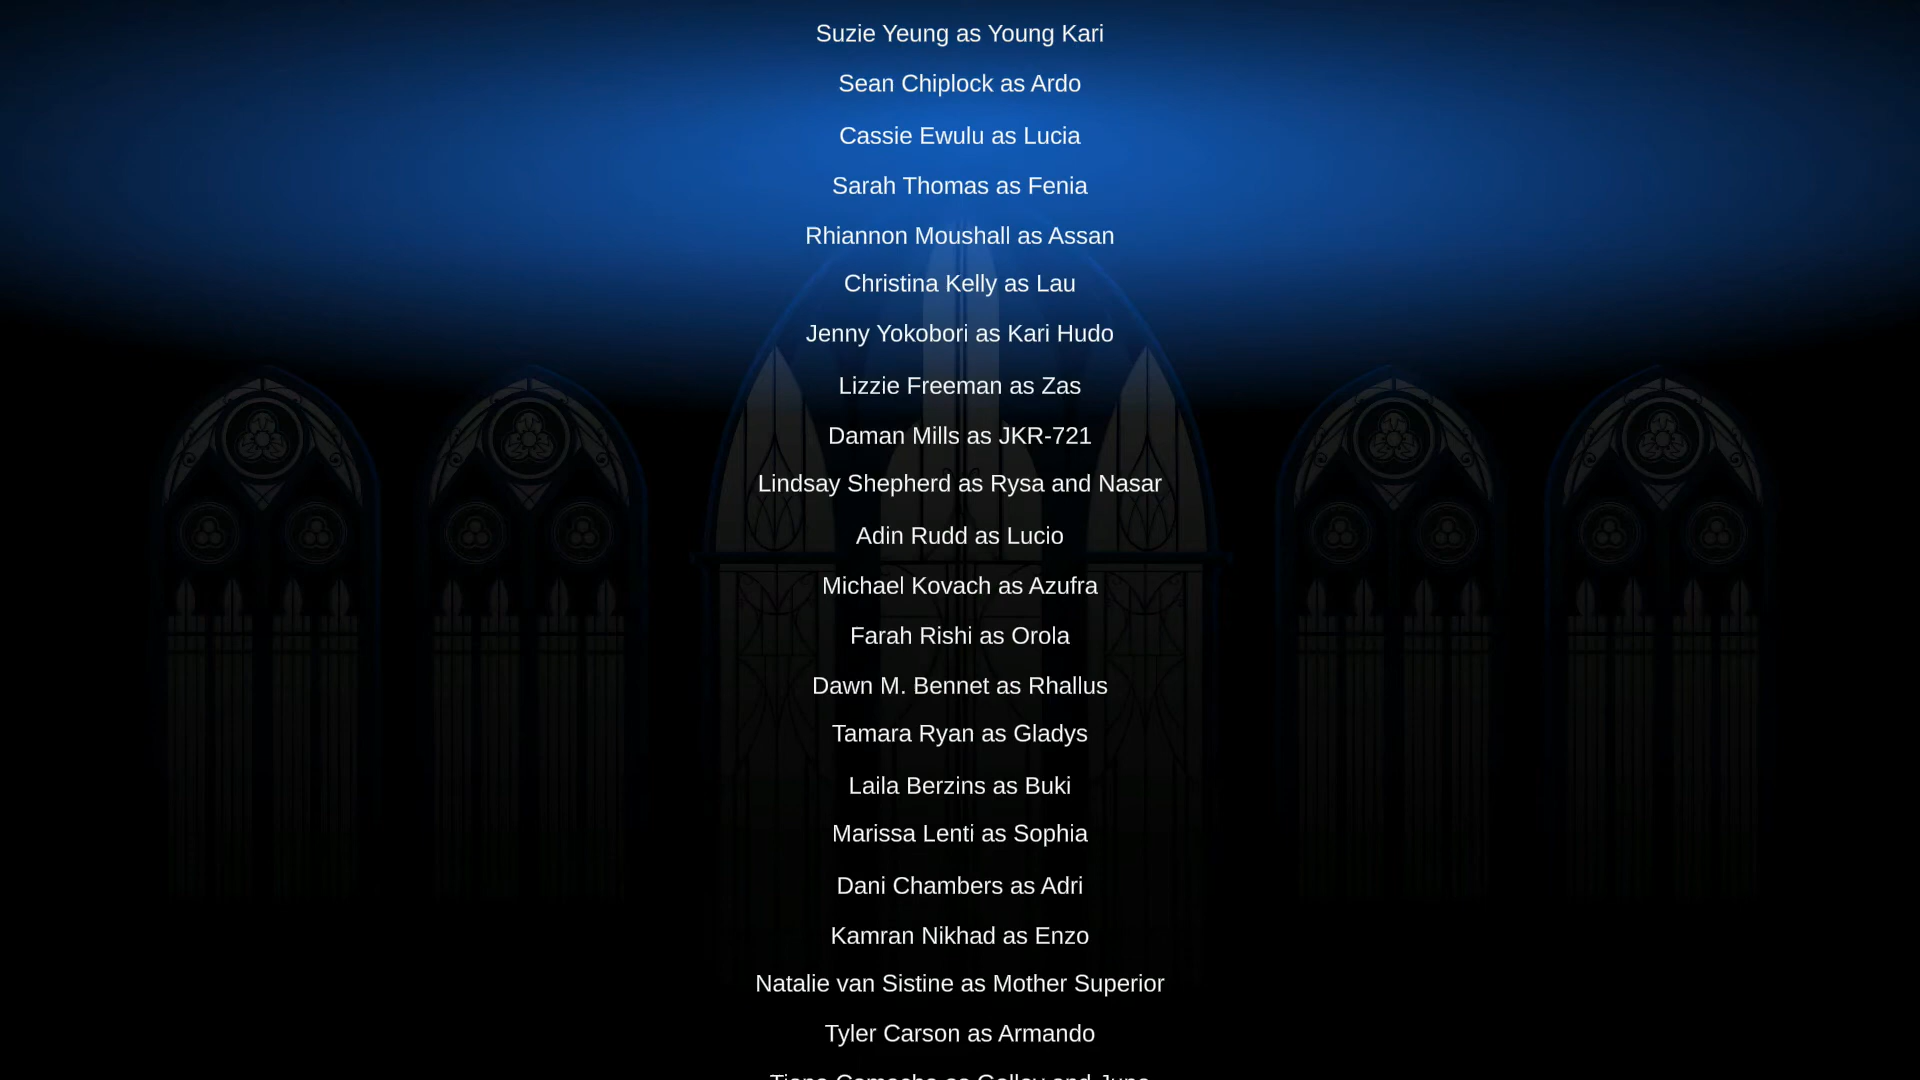 Suzie Yeung as Young Kari
Sean Chiplock as Ardo
Cassie Ewulu as Lucia
Sarah Thomas as Fenia
Rhiannon Moushall as Assan
Christina Kelly as Lau
Jenny Yokobori as Kari Hudo
Lizzie Freeman as Zas
Daman Mills as JKR-721
Lindsay Shepherd as Rysa and Nasar
Adin Rudd as Lucio
Michael Kovach as Azufra
Farah Rishi as Orola
Dawn M. Bennet as Rhallus
Tamara Ryan as Gladys
Laila Berzins as Buki
Marissa Lenti as Sophia
Dani Chambers as Adri
Kamran Nikhad as Enzo
Natalie van Sistine as Mother Superior
Tyler Carson as Armando